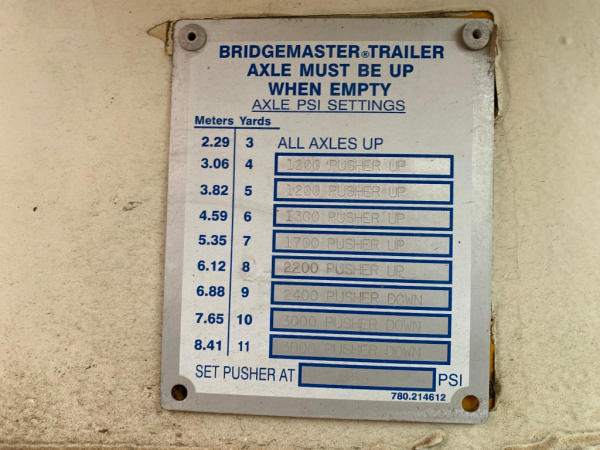 BRIDGEMASTER®TRAILER
AXLE MUST BE UP
WHEN EMPTY
AXLE PSI SETTINGS
Meters Yards
2.29 3 ALL AXLES UP
3.06 4 1200 PUSHER UP
3.82 5 1200 PUSHER UP
4.59 6 1300 PUSHER UP
5.35 7 1700 PUSHER UP
6.12 8 2200 PUSHER UP
6.88 9 2400 PUSHER DOWN
7.65 10 3000 PUSHER DOWN
8.41 11 3000 PUSHER DOWN
SET PUSHER AT PSI
780.214612